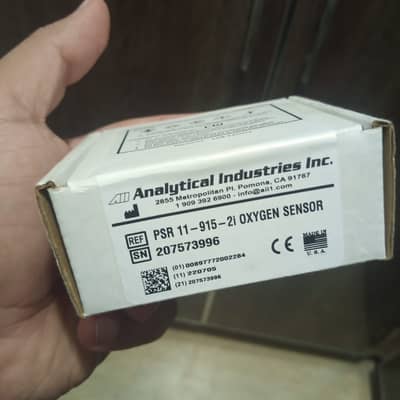 AII Analytical Industries Inc.
2855 Metropolitan Pl. Pomona, CA 91767
1 909 392 6900 - info@aii1.com
REF PSR 11-915-2i OXYGEN SENSOR
SN 207573996
(01)00897772002284
(11)220705
(21)207573996
CE
MADE IN
U.S.A